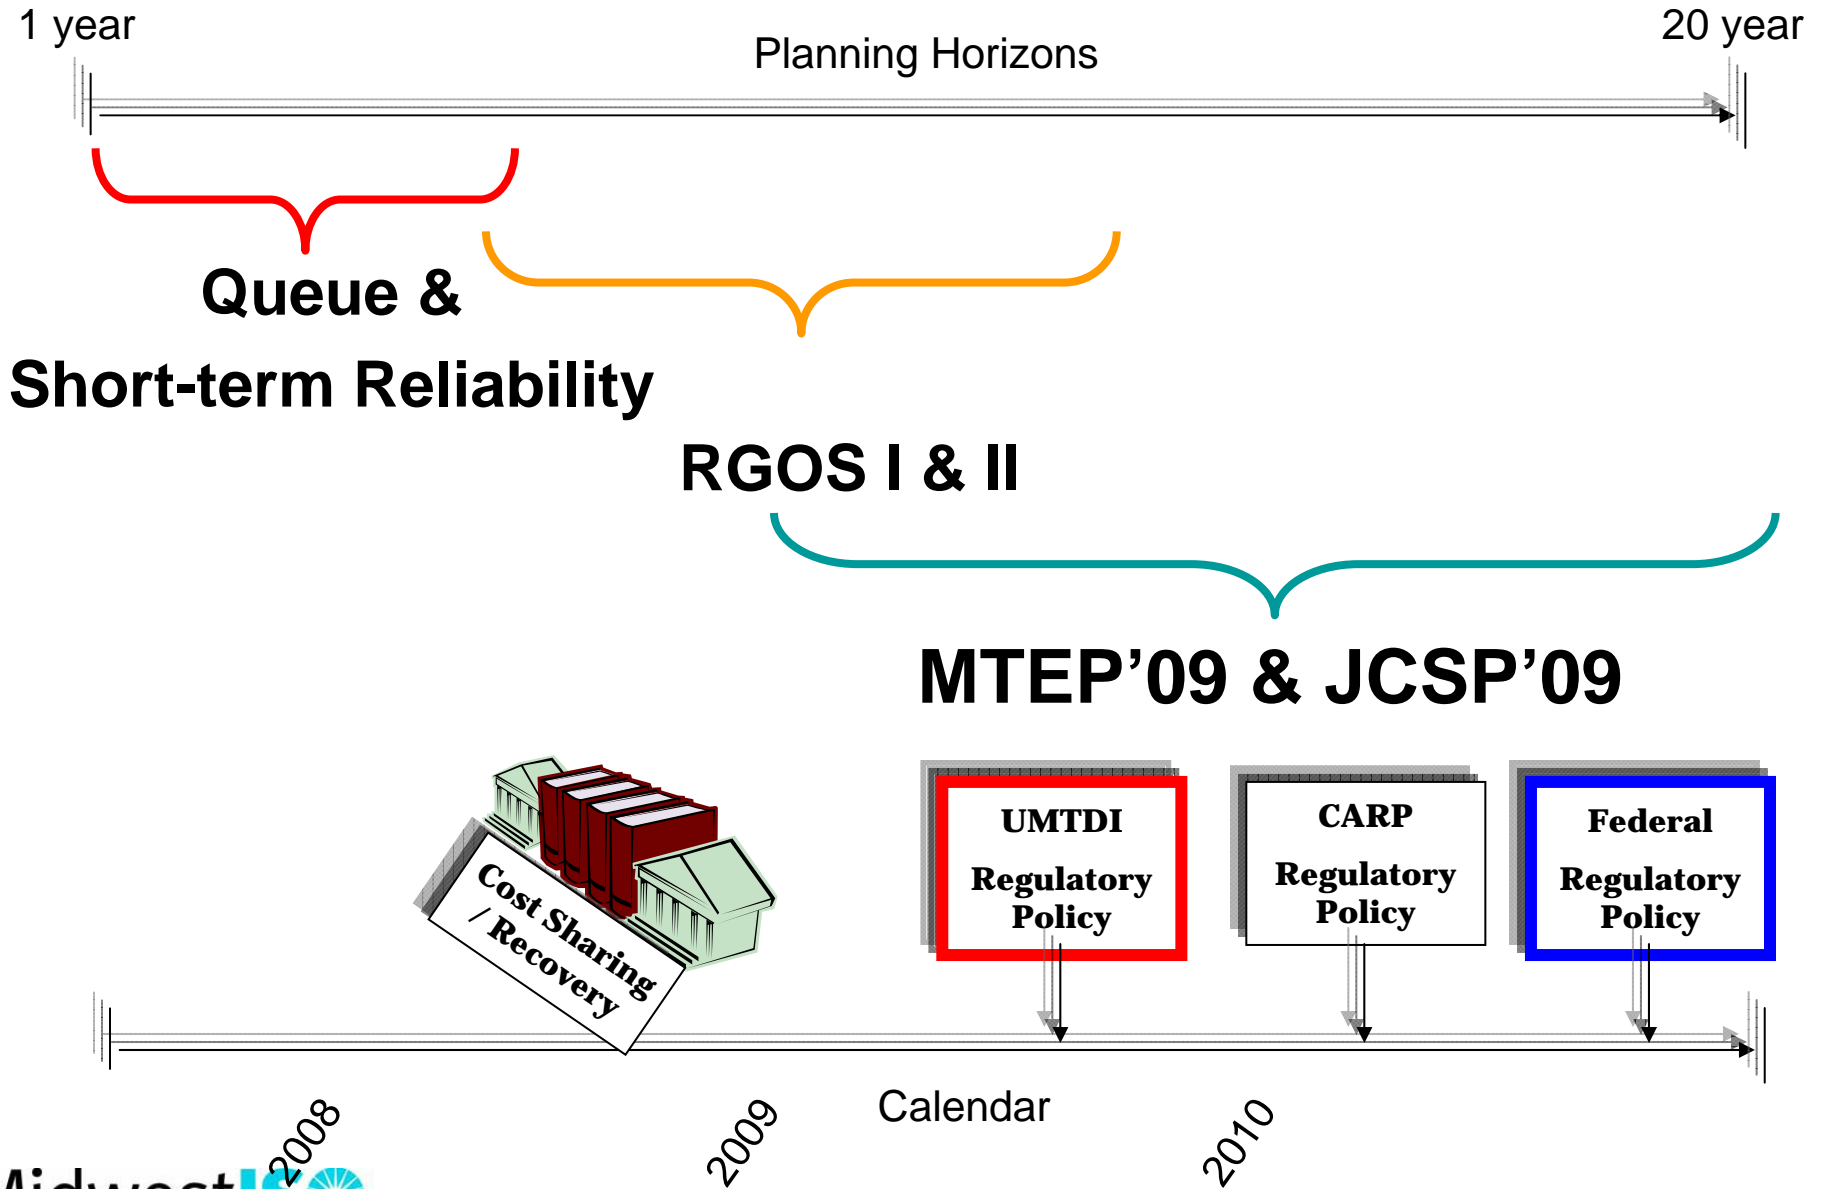 1 year
20 year
Planning Horizons
Queue &
Short-term Reliability
RGOS I & II
MTEP’09 & JCSP’09
Cost Sharing
/ Recovery
UMTDI
Regulatory
Policy
CARP
Regulatory
Policy
Federal
Regulatory
Policy
Calendar
2008
2009
2010
MidwestISO